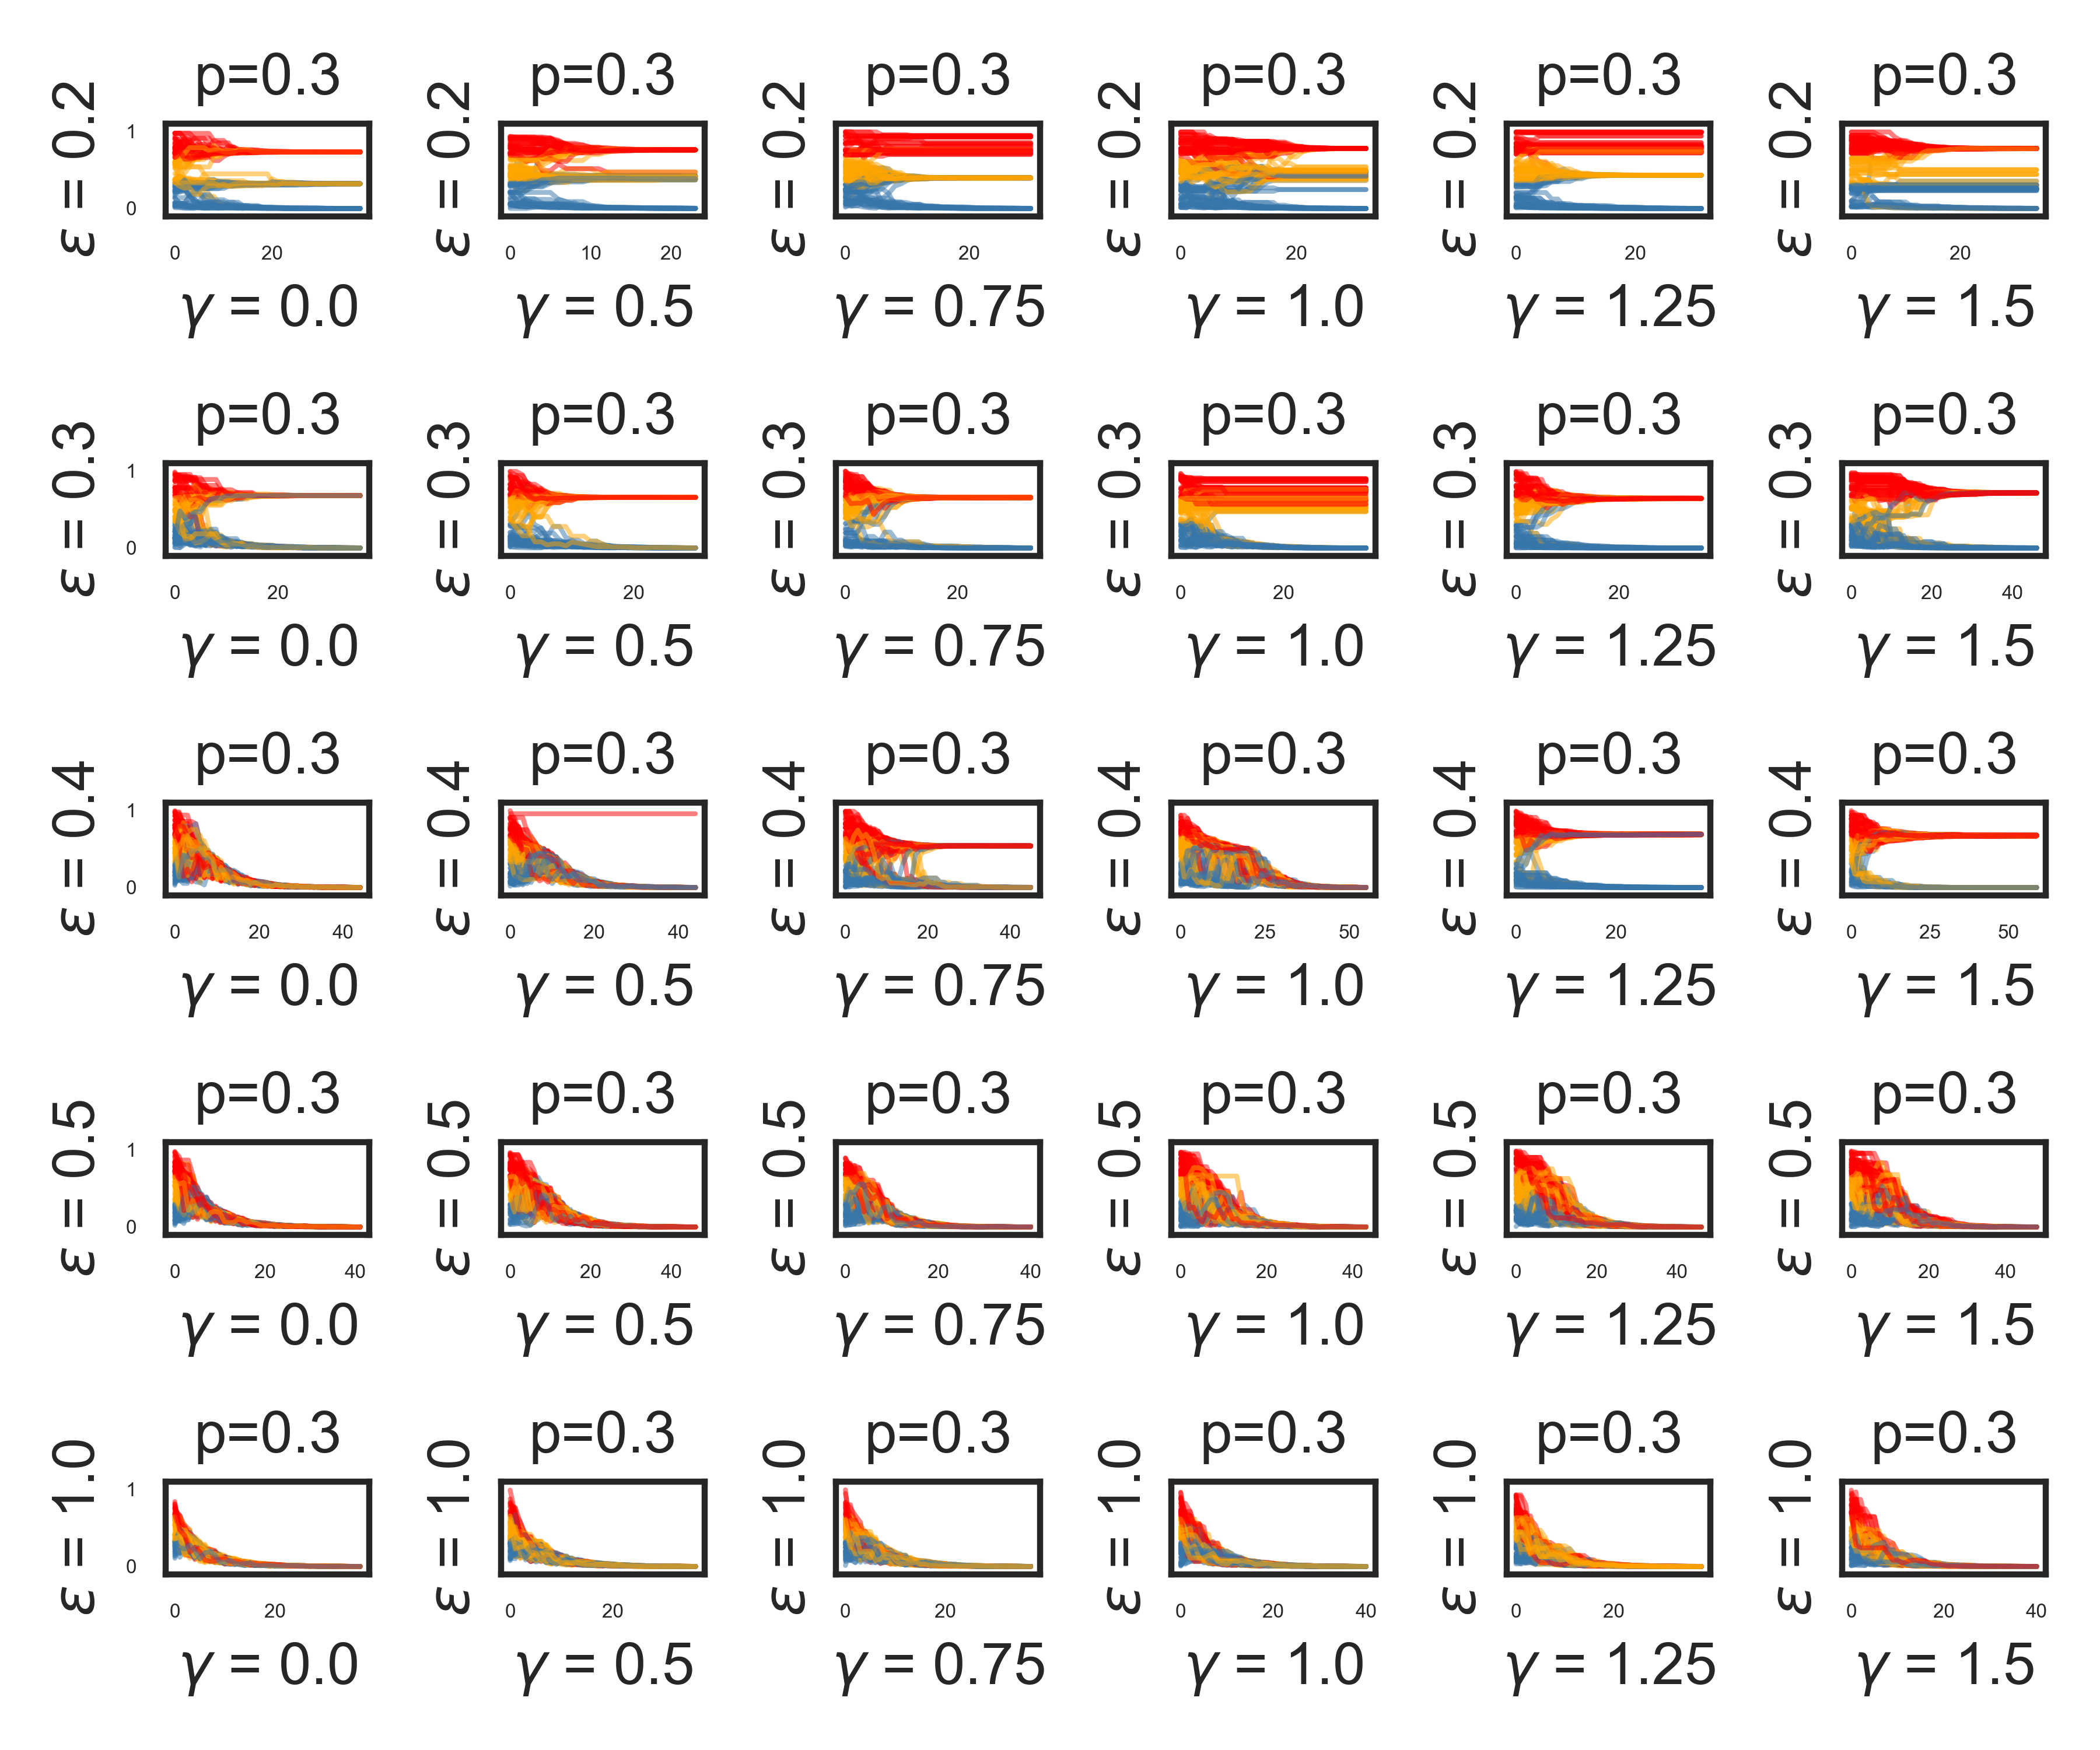 p=0.3 p=0.3 p=0.3 p=0.3 p=0.3 p=0.3
ε = 0.2 ε = 0.2 ε = 0.2 ε = 0.2 ε = 0.2 ε = 0.2
1
0
0 20 0 10 20 0 20 0 20 0 20 0 20
γ = 0.0 γ = 0.5 γ = 0.75 γ = 1.0 γ = 1.25 γ = 1.5
p=0.3 p=0.3 p=0.3 p=0.3 p=0.3 p=0.3
ε = 0.3 ε = 0.3 ε = 0.3 ε = 0.3 ε = 0.3 ε = 0.3
1
0
0 20 0 20 0 20 0 20 0 20 0 20 40
γ = 0.0 γ = 0.5 γ = 0.75 γ = 1.0 γ = 1.25 γ = 1.5
p=0.3 p=0.3 p=0.3 p=0.3 p=0.3 p=0.3
ε = 0.4 ε = 0.4 ε = 0.4 ε = 0.4 ε = 0.4 ε = 0.4
1
0
0 20 40 0 20 40 0 20 40 0 25 50 0 20 0 25 50
γ = 0.0 γ = 0.5 γ = 0.75 γ = 1.0 γ = 1.25 γ = 1.5
p=0.3 p=0.3 p=0.3 p=0.3 p=0.3 p=0.3
ε = 0.5 ε = 0.5 ε = 0.5 ε = 0.5 ε = 0.5 ε = 0.5
1
0
0 20 40 0 20 40 0 20 40 0 20 40 0 20 40 0 20 40
γ = 0.0 γ = 0.5 γ = 0.75 γ = 1.0 γ = 1.25 γ = 1.5
p=0.3 p=0.3 p=0.3 p=0.3 p=0.3 p=0.3
ε = 1.0 ε = 1.0 ε = 1.0 ε = 1.0 ε = 1.0 ε = 1.0
1
0
0 20 0 20 0 20 0 20 40 0 20 0 20 40
γ = 0.0 γ = 0.5 γ = 0.75 γ = 1.0 γ = 1.25 γ = 1.5